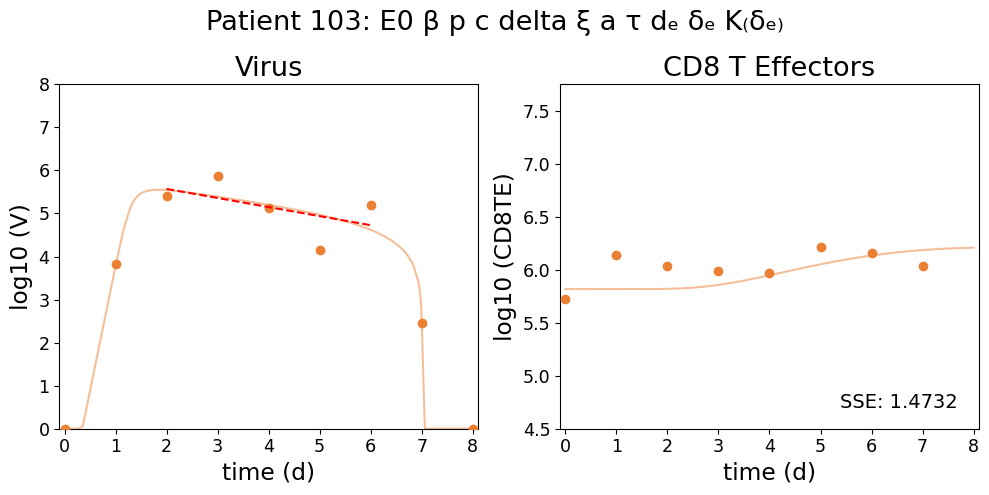 Patient 103: E0 β p c delta ξ a τ dₑ δₑ K₍δₑ₎
Virus
CD8 T Effectors
log10 (V)
8
7
6
5
4
3
2
1
0
0 1 2 3 4 5 6 7 8
time (d)
log10 (CD8TE)
7.5
7.0
6.5
6.0
5.5
5.0
4.5
SSE: 1.4732
0 1 2 3 4 5 6 7 8
time (d)